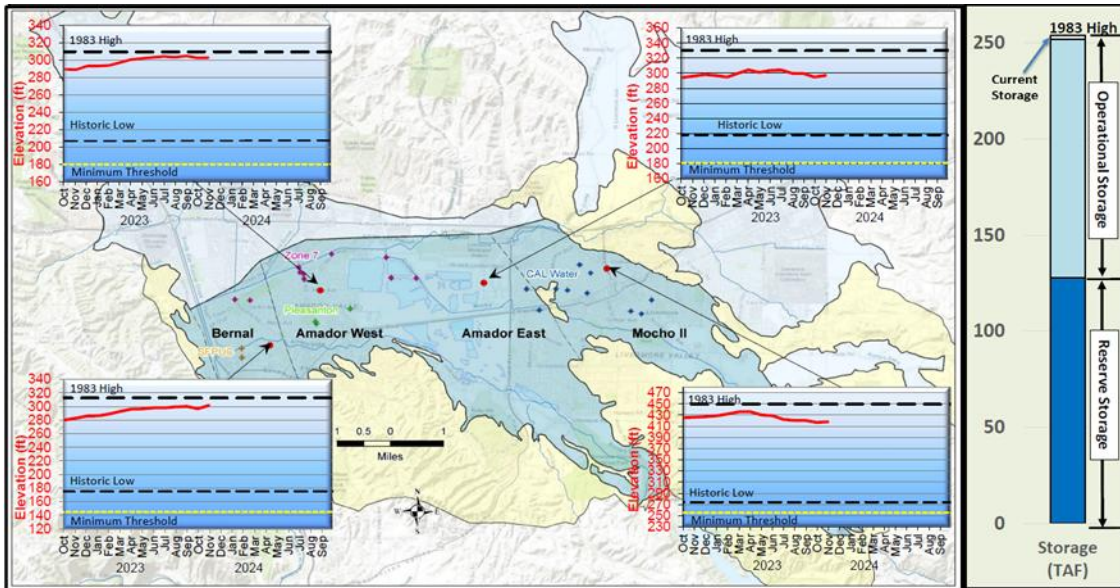 340
320
300
280
260
240
220
200
180
160
Elevation (ft)
1983 High
Historic Low
Minimum Threshold
Oct
Nov
Dec
Jan
Feb
Mar
Apr
May
Jun
Jul
Aug
Sep
Oct
Nov
Dec
Jan
Feb
Mar
Apr
May
Jun
Jul
Aug
Sep
2023
2024
360
340
320
300
280
260
240
220
200
180
160
Elevation (ft)
1983 High
Historic Low
Minimum Threshold
Oct
Nov
Dec
Jan
Feb
Mar
Apr
May
Jun
Jul
Aug
Sep
Oct
Nov
Dec
Jan
Feb
Mar
Apr
May
Jun
Jul
Aug
Sep
2023
2024
Zone 7
CAL Water
Pleasanton
SFPUC
Bernal
Amador West
Amador East
Mocho II
LIVERMORE VALLEY
340
320
300
280
260
240
220
200
180
160
140
120
Elevation (ft)
1983 High
Historic Low
Minimum Threshold
Oct
Nov
Dec
Jan
Feb
Mar
Apr
May
Jun
Jul
Aug
Sep
Oct
Nov
Dec
Jan
Feb
Mar
Apr
May
Jun
Jul
Aug
Sep
2023
2024
1 0.5 0 1
Miles
N
W E
470
450
430
410
390
370
350
330
310
290
270
250
230
Elevation (ft)
1983 High
Historic Low
Minimum Threshold
Oct
Nov
Dec
Jan
Feb
Mar
Apr
May
Jun
Jul
Aug
Sep
Oct
Nov
Dec
Jan
Feb
Mar
Apr
May
Jun
Jul
Aug
Sep
2023
2024
1983 High
250
Current
Storage
200
150
100
50
0
Operational Storage
Reserve Storage
Storage
(TAF)